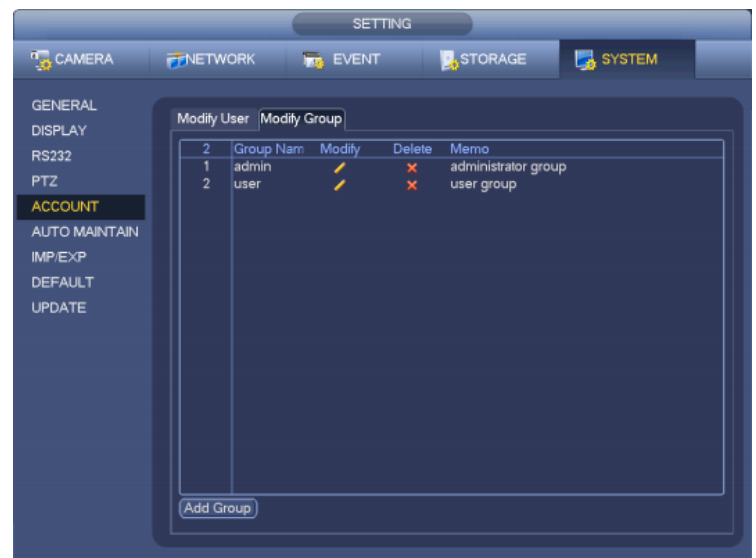 SETTING
CAMERA NETWORK EVENT STORAGE SYSTEM
GENERAL
DISPLAY
RS232
PTZ
ACCOUNT
AUTO MAINTAIN
IMP/EXP
DEFAULT
UPDATE
Modify User Modify Group
2 Group Nam Modify Delete Memo
1 admin administrator group
2 user user group
Add Group